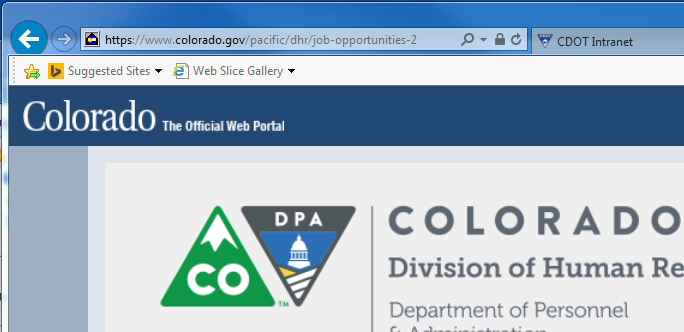 https://www.colorado.gov/pacific/dhr/job-opportunities-2
CDOT Intranet
Suggested Sites
Web Slice Gallery
Colorado The Official Web Portal
DPA
CO
TM
COLORADO
Division of Human Re
Department of Personnel
& Administration